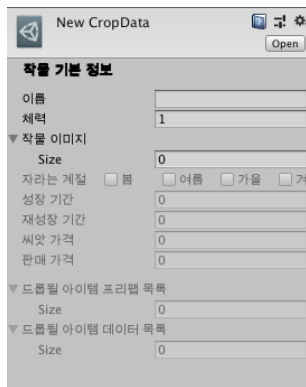 New CropData
Open
작물 기본 정보
이름
체력 1
작물 이미지
Size 0
자라는 계절 봄 여름 가을
성장 기간 0
재성장 기간 0
씨앗 가격 0
판매 가격 0
드롭될 아이템 프리팹 목록
Size 0
드롭될 아이템 데이터 목록
Size 0